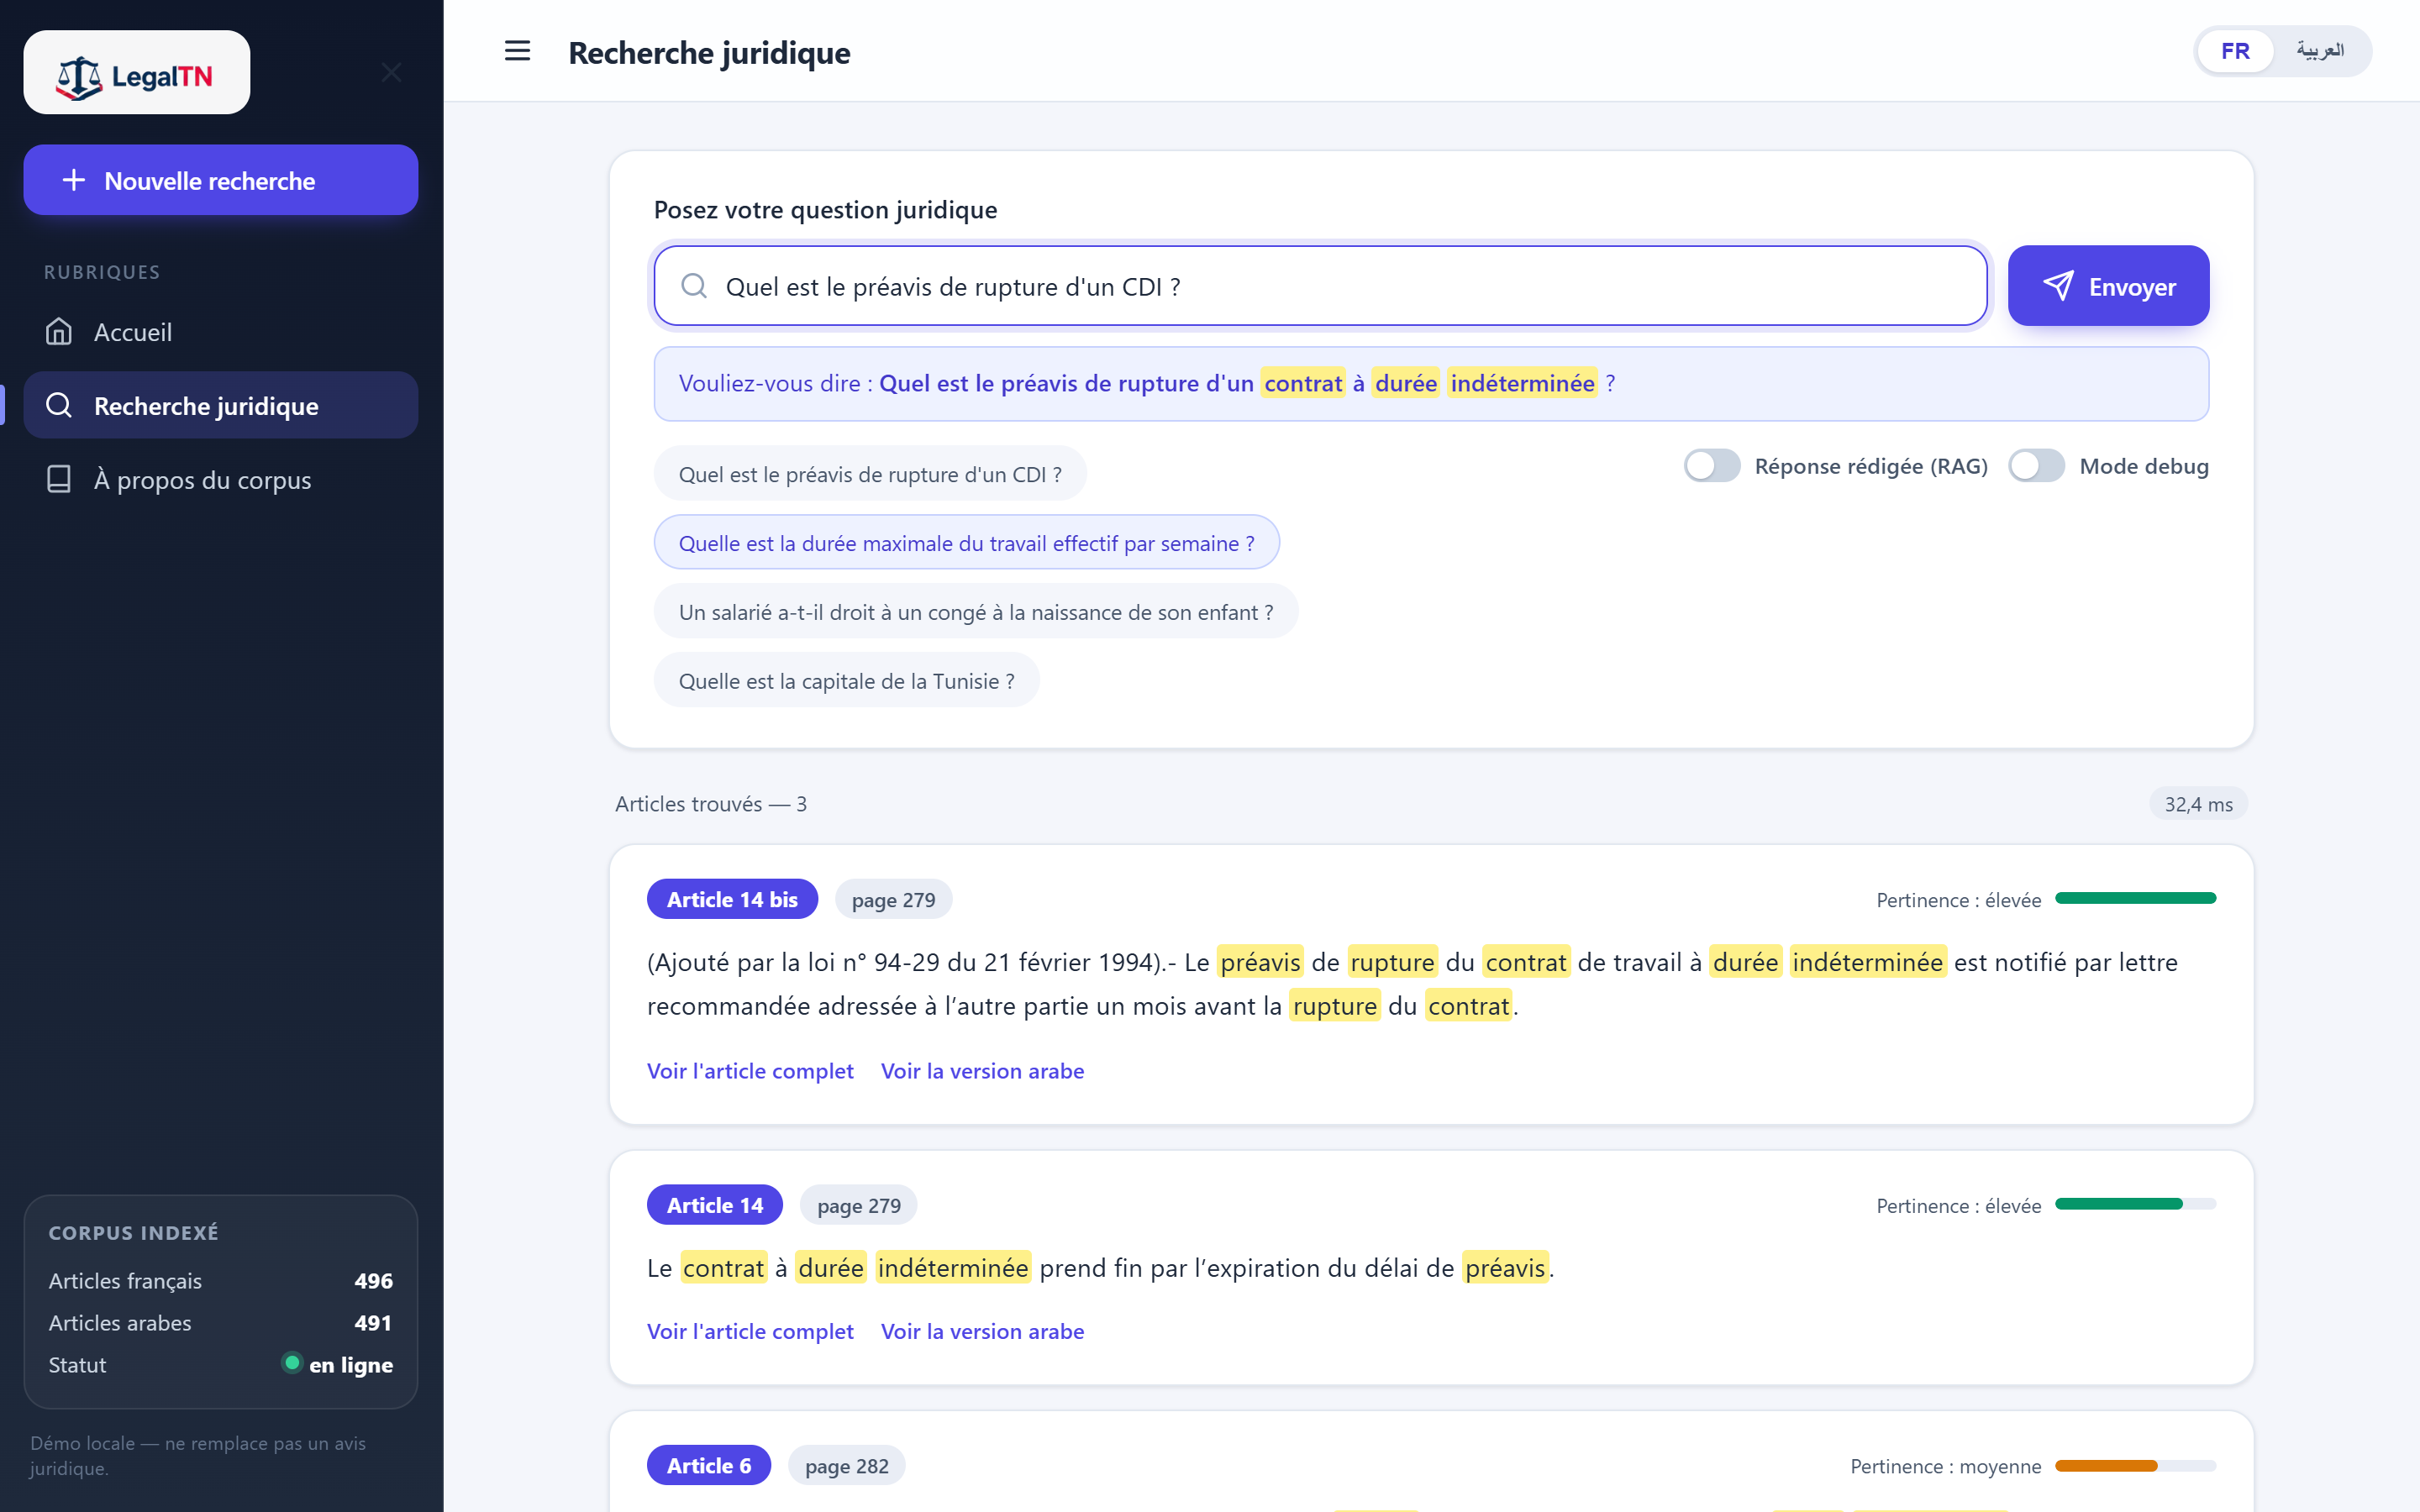 LegalTN
Nouvelle recherche
RUBRIQUES
Accueil
Recherche juridique
À propos du corpus
CORPUS INDEXÉ
Articles français 496
Articles arabes 491
Statut en ligne
Démo locale — ne remplace pas un avis
juridique.
Recherche juridique
FR العربية
Posez votre question juridique
Quel est le préavis de rupture d'un CDI ?
Envoyer
Vouliez-vous dire : Quel est le préavis de rupture d'un contrat à durée indéterminée ?
Quel est le préavis de rupture d'un CDI ?
Réponse rédigée (RAG) Mode debug
Quelle est la durée maximale du travail effectif par semaine ?
Un salarié a-t-il droit à un congé à la naissance de son enfant ?
Quelle est la capitale de la Tunisie ?
Articles trouvés — 3 32,4 ms
Article 14 bis page 279 Pertinence : élevée
(Ajouté par la loi n° 94-29 du 21 février 1994).- Le préavis de rupture du contrat de travail à durée indéterminée est notifié par lettre
recommandée adressée à l’autre partie un mois avant la rupture du contrat.
Voir l'article complet Voir la version arabe
Article 14 page 279 Pertinence : élevée
Le contrat à durée indéterminée prend fin par l’expiration du délai de préavis.
Voir l'article complet Voir la version arabe
Article 6 page 282 Pertinence : moyenne